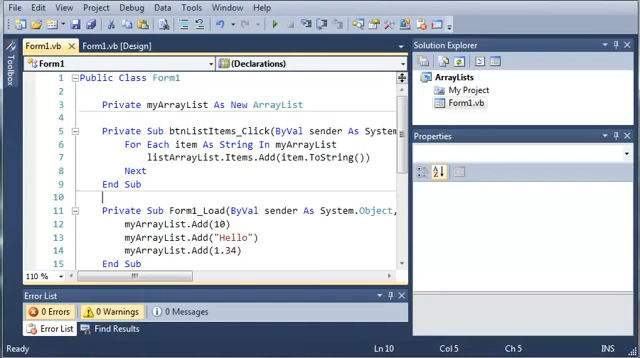 File Edit View Project Debug Data Tools Window Help
Form1.vb × Form1.vb [Design]
Form1 (Declarations)
1 Public Class Form1
2
3 Private myArrayList As New ArrayList
4
5 Private Sub btnListItems_Click(ByVal sender As System
6 For Each item As String In myArrayList
7 listArrayList.Items.Add(item.ToString())
8 Next
9 End Sub
10
11 Private Sub Form1_Load(ByVal sender As System.Object,
12 myArrayList.Add(10)
13 myArrayList.Add("Hello")
14 myArrayList.Add(1.34)
15 End Sub
110 %
Toolbox
Solution Explorer
ArrayLists
My Project
Form1.vb
Properties
Error List
0 Errors 0 Warnings 0 Messages
Error List Find Results
Ready Ln 10 Col 5 Ch 5 INS